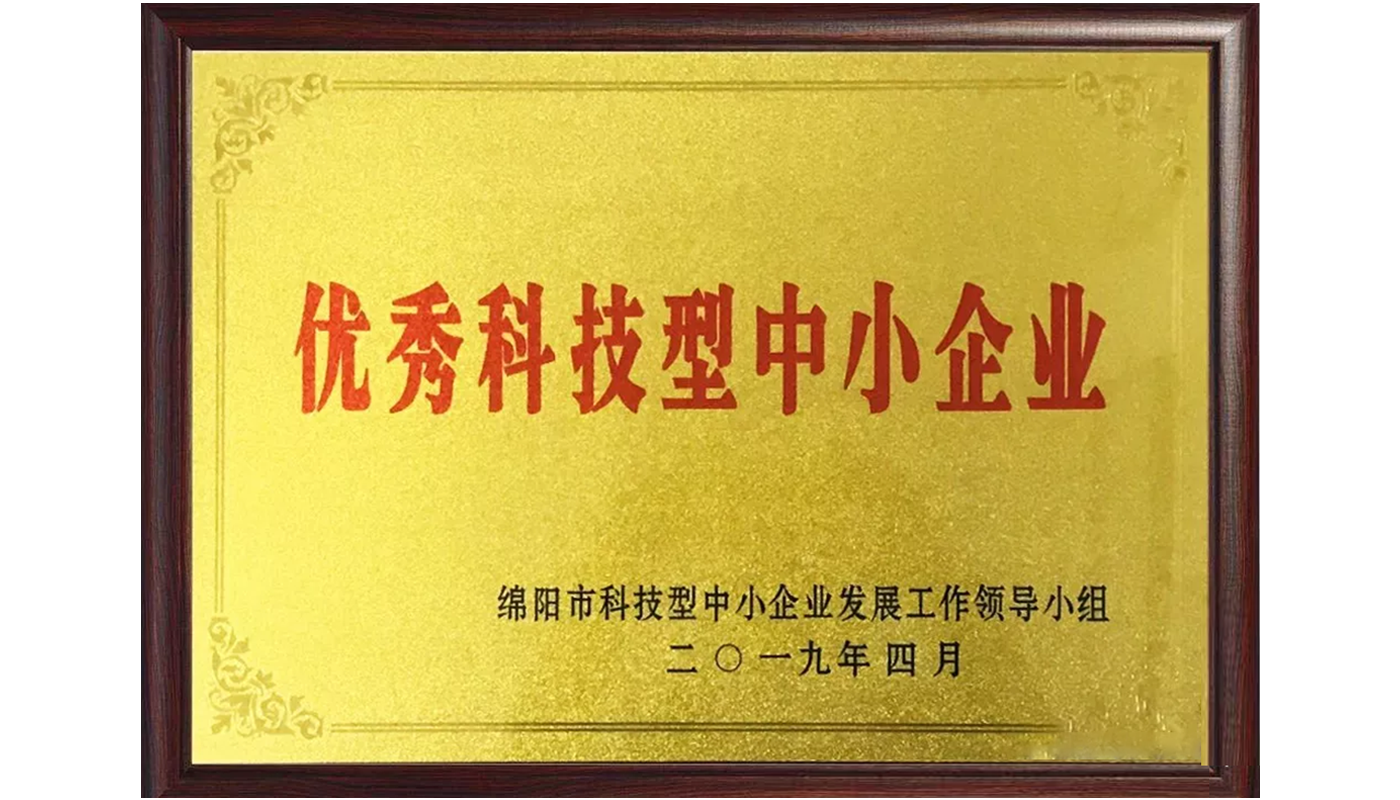 优秀科技型中小企业
绵阳市科技型中小企业发展工作领导小组
二〇一九年四月